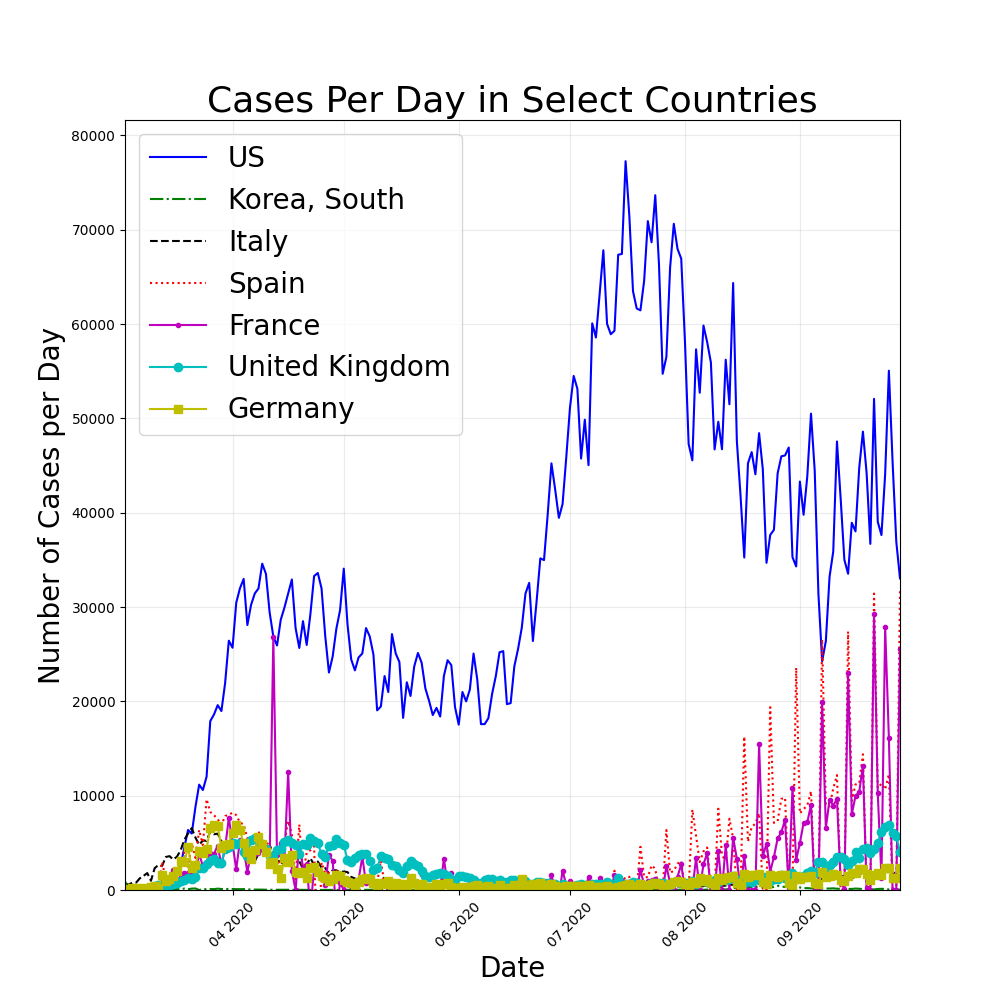 Cases Per Day in Select Countries
80000
70000
60000
50000
40000
30000
20000
10000
0
US
Korea, South
Italy
Spain
France
United Kingdom
Germany
Number of Cases per Day
04 2020
05 2020
06 2020
07 2020
08 2020
09 2020
Date